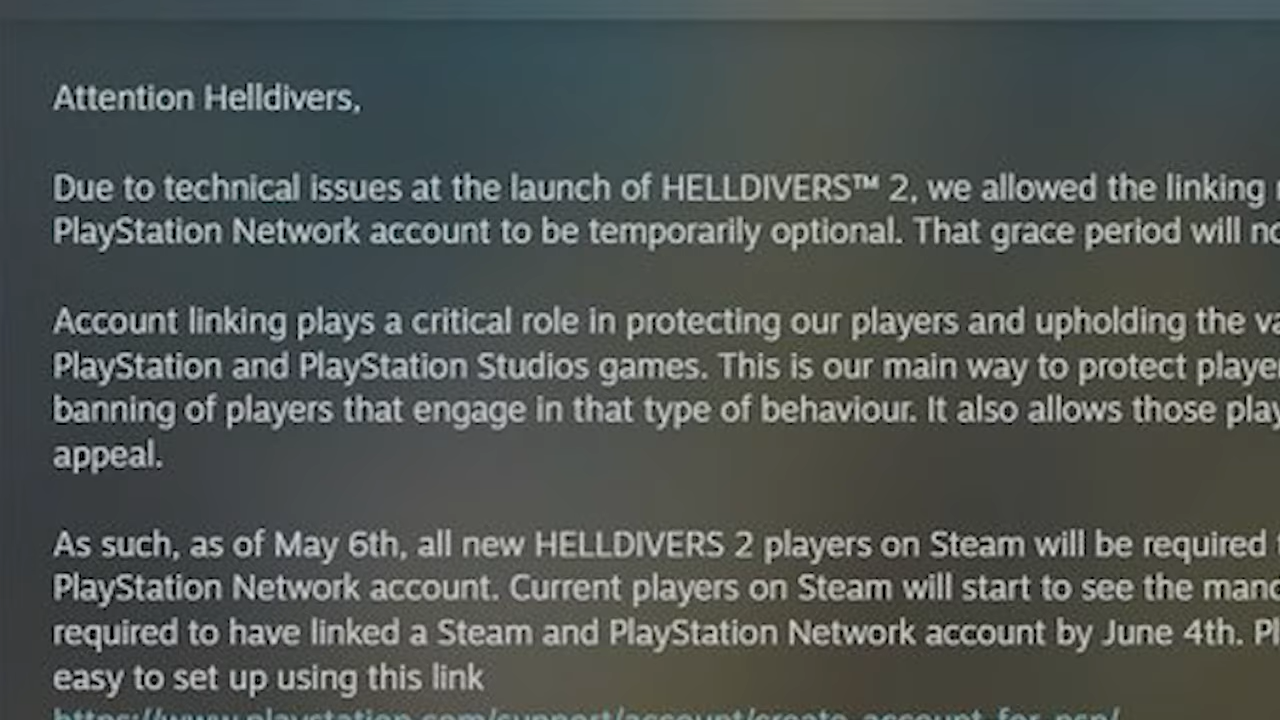 Attention Helldivers,
Due to technical issues at the launch of HELLDIVERS™ 2, we allowed the linking
PlayStation Network account to be temporarily optional. That grace period will
Account linking plays a critical role in protecting our players and upholding the
PlayStation and PlayStation Studios games. This is our main way to protect
banning of players that engage in that type of behaviour. It also allows those
appeal.
As such, as of May 6th, all new HELLDIVERS 2 players on Steam will be required
PlayStation Network account. Current players on Steam will start to see the
required to have linked a Steam and PlayStation Network account by June 4th.
easy to set up using this link